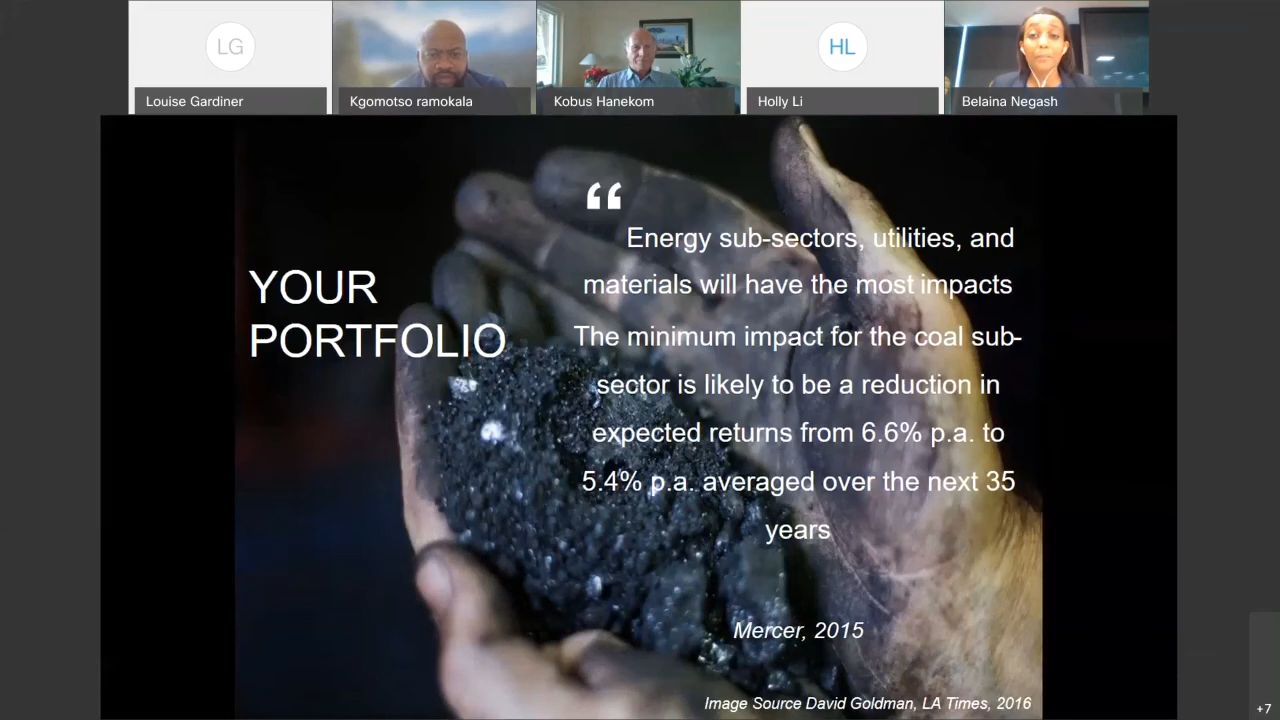 LG
HL
Louise Gardiner
Kgomotso ramokala
Kobus Hanekom
Holly Li
Belaina Negash
YOUR
PORTFOLIO
“
Energy sub-sectors, utilities, and
materials will have the most impacts
The minimum impact for the coal sub-
sector is likely to be a reduction in
expected returns from 6.6% p.a. to
5.4% p.a. averaged over the next 35
years
Mercer, 2015
Image Source David Goldman, LA Times, 2016
+7